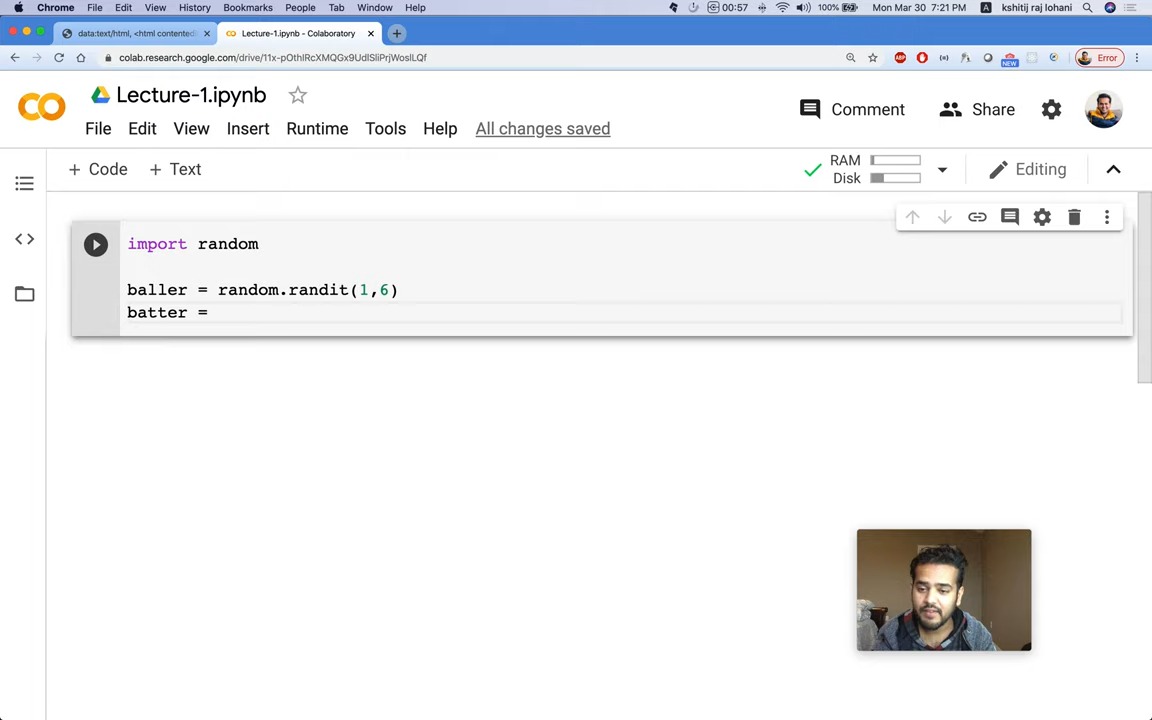 Chrome File Edit View History Bookmarks People Tab Window Help 00:57 100% Mon Mar 30 7:21 PM A kshitij raj lohani
data:text/html, <html contented Lecture-1.ipynb - Colaboratory
colab.research.google.com/drive/11x-pOthIRcXMQGx9UdlSliPrjWoslLQf ABP NEW Error
CO Lecture-1.ipynb Comment Share
File Edit View Insert Runtime Tools Help All changes saved
+ Code + Text RAM Disk Editing
import random
baller = random.randit(1,6)
batter =